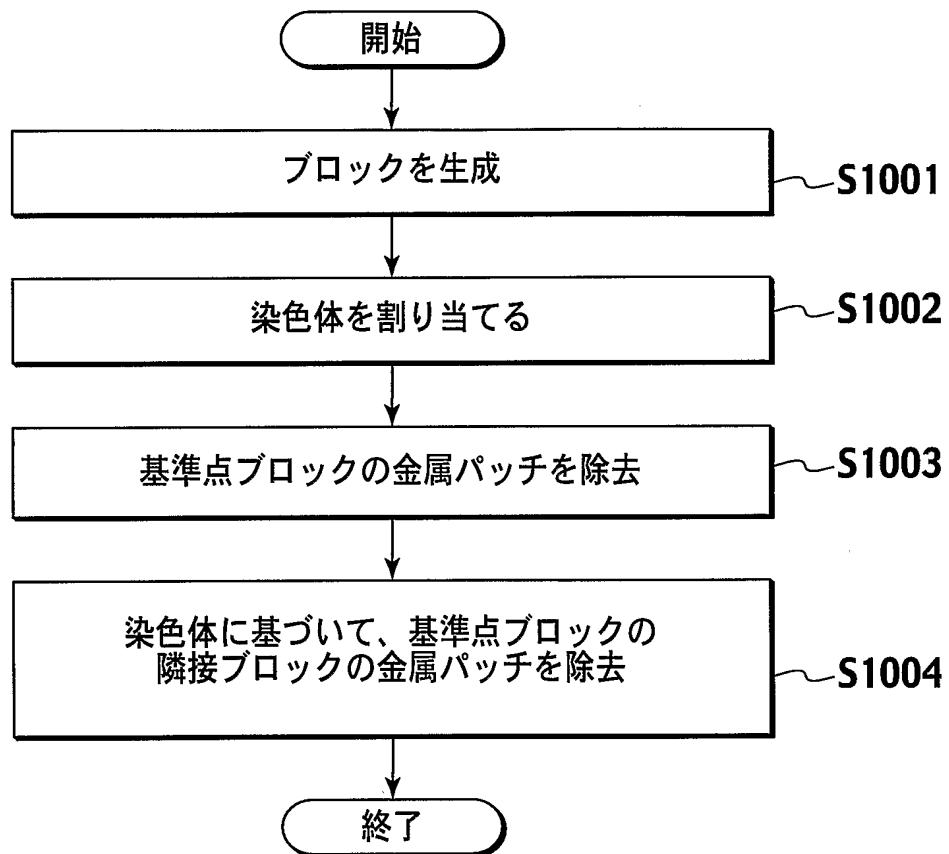 開始
ブロックを生成
S1001
染色体を割り当てる
S1002
基準点ブロックの金属パッチを除去
S1003
染色体に基づいて、基準点ブロックの
隣接ブロックの金属パッチを除去
S1004
終了